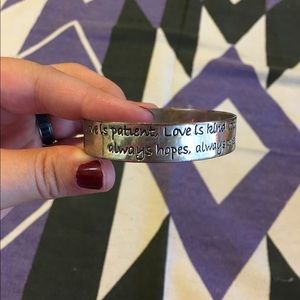 is patient, Love is kind
always hopes, always